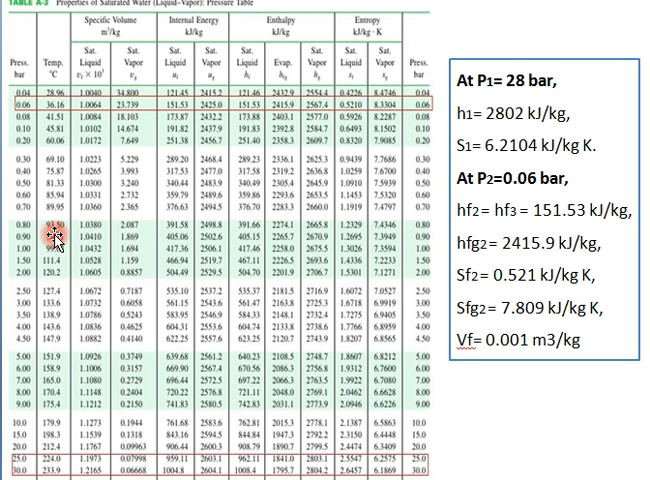 TABLE A-3 Properties of Saturated Water (Liquid-Vapor): Pressure Table
Specific Volume Internal Energy Enthalpy Entropy
m³/kg kJ/kg kJ/kg kJ/kg · K
Sat. Sat. Sat. Sat. Sat. Sat. Sat. Sat.
Press. Temp. Liquid Vapor Liquid Vapor Liquid Evap. Vapor Liquid Vapor Press.
bar °C vf × 10³ vg uf ug hf hfg hg sf sg bar
0.04 28.96 1.0040 34.800 121.45 2415.2 121.46 2432.9 2554.4 0.4226 8.4746 0.04
0.06 36.16 1.0064 23.739 151.53 2425.0 151.53 2415.9 2567.4 0.5210 8.3304 0.06
0.08 41.51 1.0084 18.103 173.87 2432.2 173.88 2403.1 2577.0 0.5926 8.2287 0.08
0.10 45.81 1.0102 14.674 191.82 2437.9 191.83 2392.8 2584.7 0.6493 8.1502 0.10
0.20 60.06 1.0172 7.649 251.38 2456.7 251.40 2358.3 2609.7 0.8320 7.9085 0.20
0.30 69.10 1.0223 5.229 289.20 2468.4 289.23 2336.1 2625.3 0.9439 7.7686 0.30
0.40 75.87 1.0265 3.993 317.53 2477.0 317.58 2319.2 2636.8 1.0259 7.6700 0.40
0.50 81.33 1.0300 3.240 340.44 2483.9 340.49 2305.4 2645.9 1.0910 7.5939 0.50
0.60 85.94 1.0331 2.732 359.79 2489.6 359.86 2293.6 2653.5 1.1453 7.5320 0.60
0.70 89.95 1.0360 2.365 376.63 2494.5 376.70 2283.3 2660.0 1.1919 7.4797 0.70
0.80 93.50 1.0380 2.087 391.58 2498.8 391.66 2274.1 2665.8 1.2329 7.4346 0.80
0.90 1.0410 1.869 405.06 2502.6 405.15 2265.7 2670.9 1.2695 7.3949 0.90
1.00 1.0432 1.694 417.36 2506.1 417.46 2258.0 2675.5 1.3026 7.3594 1.00
1.50 111.4 1.0528 1.159 466.94 2519.7 467.11 2226.5 2693.6 1.4336 7.2233 1.50
2.00 120.2 1.0605 0.8857 504.49 2529.5 504.70 2201.9 2706.7 1.5301 7.1271 2.00
2.50 127.4 1.0672 0.7187 535.10 2537.2 535.37 2181.5 2716.9 1.6072 7.0527 2.50
3.00 133.6 1.0732 0.6058 561.15 2543.6 561.47 2163.8 2725.3 1.6718 6.9919 3.00
3.50 138.9 1.0786 0.5243 583.95 2546.9 584.33 2148.1 2732.4 1.7275 6.9405 3.50
4.00 143.6 1.0836 0.4625 604.31 2553.6 604.74 2133.8 2738.6 1.7766 6.8959 4.00
4.50 147.9 1.0882 0.4140 622.25 2557.6 623.25 2120.7 2743.9 1.8207 6.8565 4.50
5.00 151.9 1.0926 0.3749 639.68 2561.2 640.23 2108.5 2748.7 1.8607 6.8212 5.00
6.00 158.9 1.1006 0.3157 669.90 2567.4 670.56 2086.3 2756.8 1.9312 6.7600 6.00
7.00 165.0 1.1080 0.2729 696.44 2572.5 697.22 2066.3 2763.5 1.9922 6.7080 7.00
8.00 170.4 1.1148 0.2404 720.22 2576.8 721.11 2048.0 2769.1 2.0462 6.6628 8.00
9.00 175.4 1.1212 0.2150 741.83 2580.5 742.83 2031.1 2773.9 2.0946 6.6226 9.00
10.0 179.9 1.1273 0.1944 761.68 2583.6 762.81 2015.3 2778.1 2.1387 6.5863 10.0
15.0 198.3 1.1539 0.1318 843.16 2594.5 844.84 1947.3 2792.2 2.3150 6.4448 15.0
20.0 212.4 1.1767 0.09963 906.44 2600.3 908.79 1890.7 2799.5 2.4474 6.3409 20.0
25.0 224.0 1.1973 0.07998 959.11 2603.1 962.11 1841.0 2803.1 2.5547 6.2575 25.0
30.0 233.9 1.2165 0.06668 1004.8 2604.1 1008.4 1795.7 2804.2 2.6457 6.1869 30.0
At P1= 28 bar,
h1= 2802 kJ/kg,
S1= 6.2104 kJ/kg K.
At P2=0.06 bar,
hf2= hf3 = 151.53 kJ/kg,
hfg2= 2415.9 kJ/kg,
Sf2= 0.521 kJ/kg K,
Sfg2= 7.809 kJ/kg K,
Vf= 0.001 m3/kg